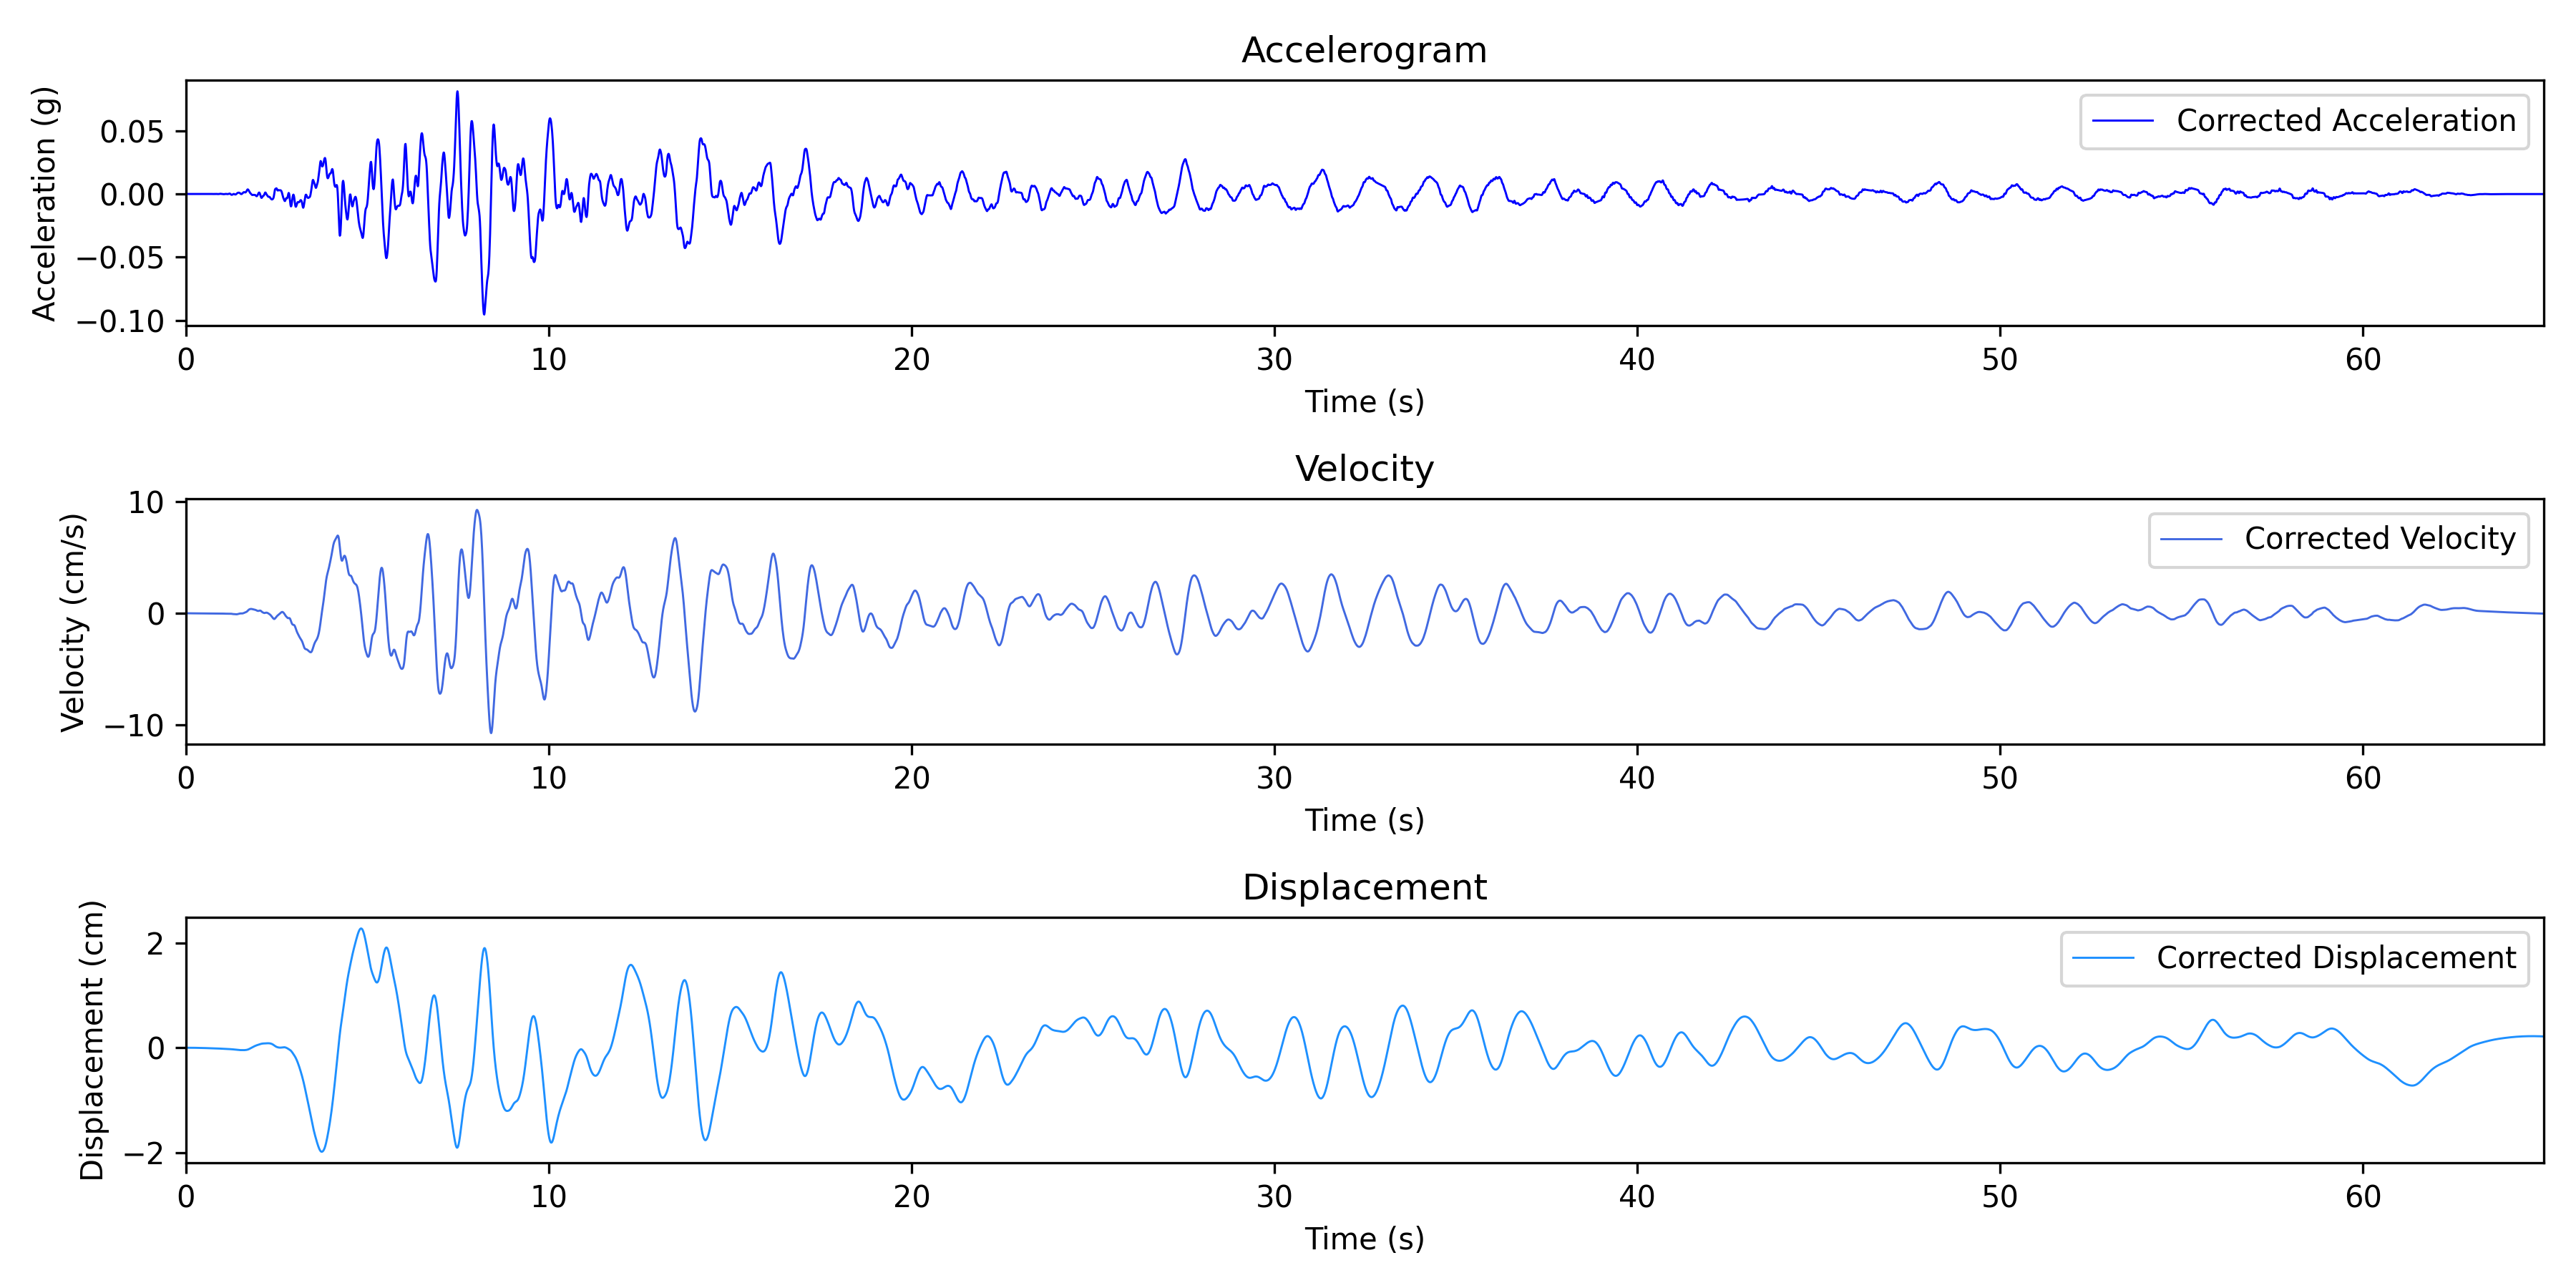 Accelerogram
Acceleration (g)
0.05
0.00
−0.05
−0.10
Corrected Acceleration
0 10 20 30 40 50 60
Time (s)
Velocity
Velocity (cm/s)
10
0
−10
Corrected Velocity
0 10 20 30 40 50 60
Time (s)
Displacement
Displacement (cm)
2
0
−2
Corrected Displacement
0 10 20 30 40 50 60
Time (s)